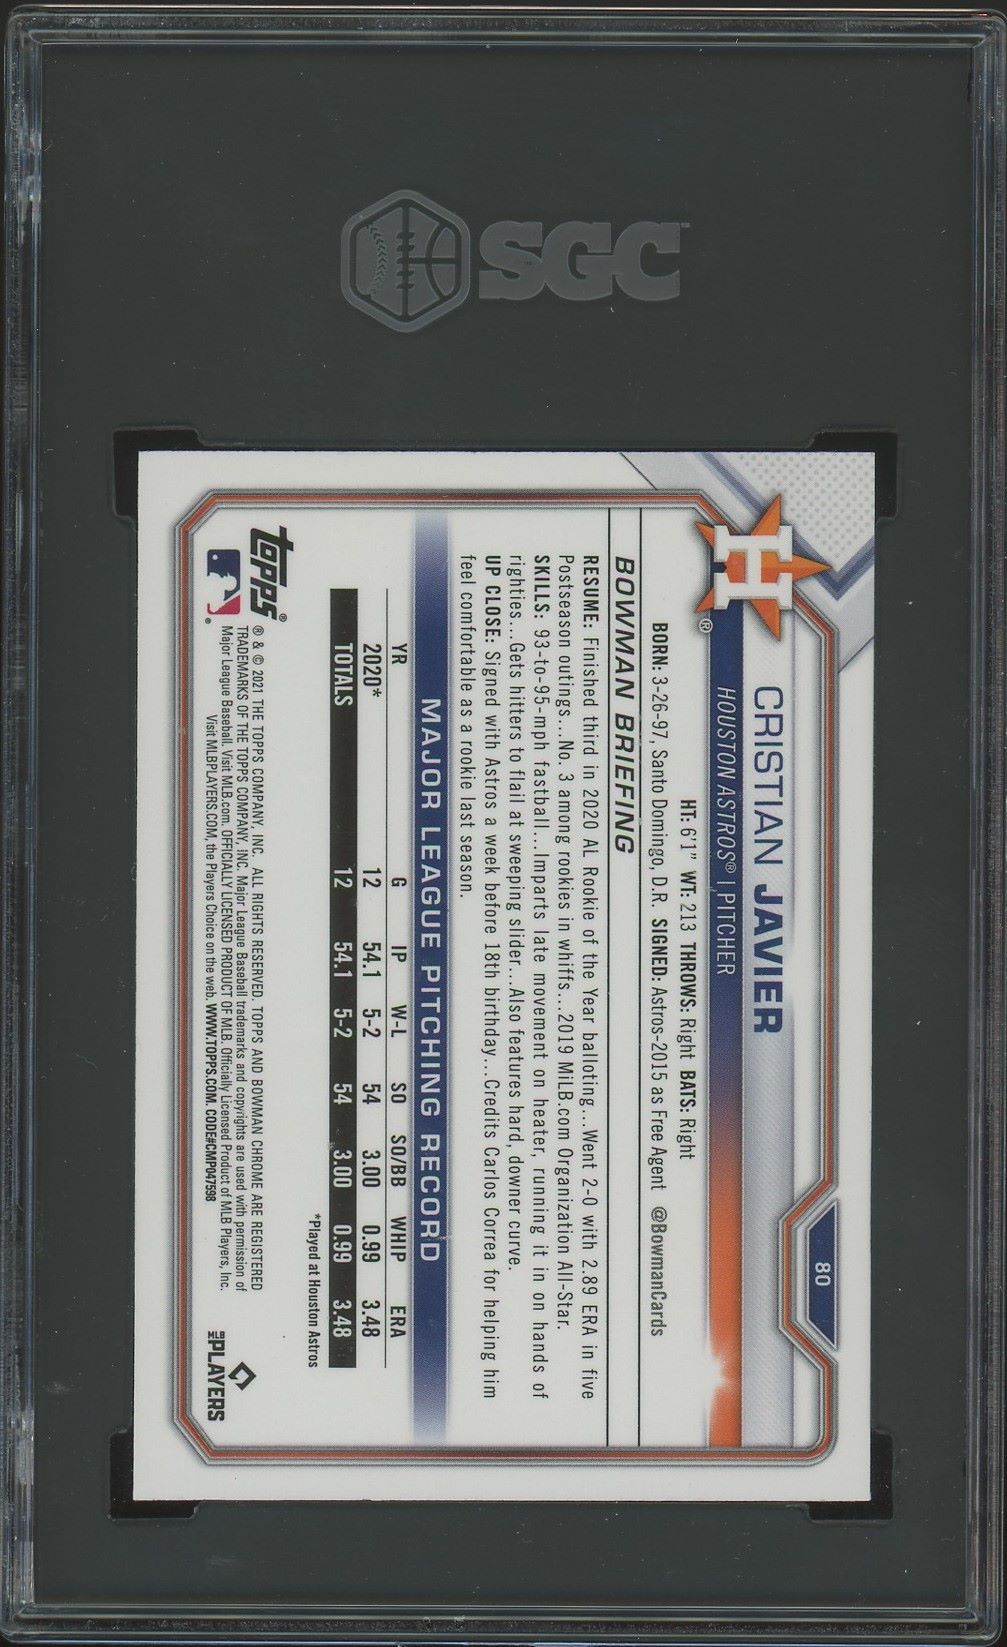 SGC
80
CRISTIAN JAVIER
HOUSTON ASTROS® | PITCHER
HT: 6'1" WT: 213 THROWS: Right BATS: Right
BORN: 3-26-97, Santo Domingo, D.R. SIGNED: Astros-2015 as Free Agent @BowmanCards
BOWMAN BRIEFING
RESUME: Finished third in 2020 AL Rookie of the Year balloting...Went 2-0 with 2.89 ERA in five
Postseason outings...No. 3 among rookies in whiffs...2019 MiLB.com Organization All-Star.
SKILLS: 93-to-95-mph fastball...Imparts late movement on heater, running it in on hands of
righties...Gets hitters to flail at sweeping slider...Also features hard, downer curve.
UP CLOSE: Signed with Astros a week before 18th birthday...Credits Carlos Correa for helping him
feel comfortable as a rookie last season.
MAJOR LEAGUE PITCHING RECORD
YR G IP W-L SO SO/BB WHIP ERA
2020* 12 54.1 5-2 54 3.00 0.99 3.48
TOTALS 12 54.1 5-2 54 3.00 0.99 3.48
*Played at Houston Astros
topps®
® & © 2021 THE TOPPS COMPANY, INC. ALL RIGHTS RESERVED. TOPPS AND BOWMAN CHROME ARE REGISTERED
TRADEMARKS OF THE TOPPS COMPANY, INC. Major League Baseball trademarks and copyrights are used with permission of
Major League Baseball. Visit MLB.com. OFFICIALLY LICENSED PRODUCT OF MLB. Officially Licensed Product of MLB Players, Inc.
Visit MLBPLAYERS.COM, the Players Choice on the web. WWW.TOPPS.COM. CODE#CMP047598
MLB PLAYERS